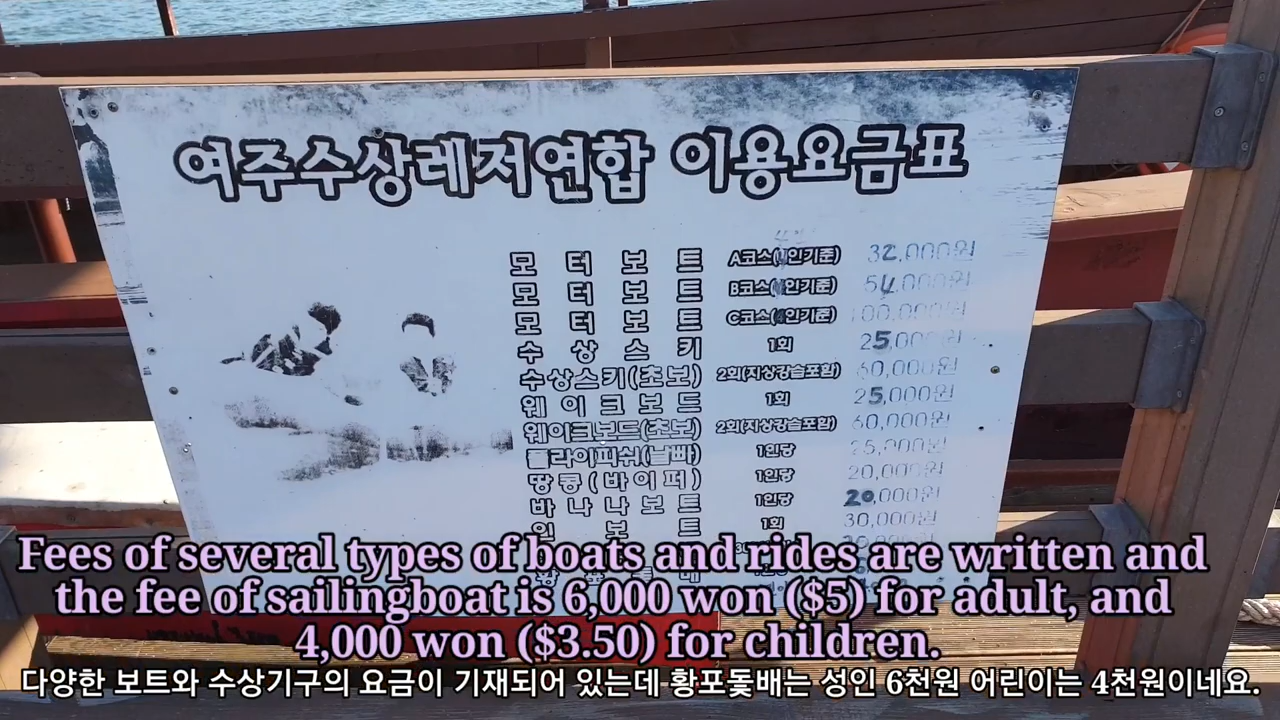 여주수상레저연합 이용요금표
모터보트 A코스(인기준) 32,000원
모터보트 B코스(인기준) 54,000원
모터보트 C코스(인기준) 100,000원
수상스키 1회 25,000원
수상스키(초보) 2회(지상강습포함) 60,000원
웨이크보드 1회 25,000원
웨이크보드(초보) 2회(지상강습포함) 60,000원
플라이피쉬(날빠) 1인당 25,000원
땅콩(바이퍼) 1인당 20,000원
바나나보트 1인당 20,000원
인보트 1회 30,000원
Fees of several types of boats and rides are written and
the fee of sailingboat is 6,000 won ($5) for adult, and
4,000 won ($3.50) for children.
다양한 보트와 수상기구의 요금이 기재되어 있는데 황포돛배는 성인 6천원 어린이는 4천원이네요.